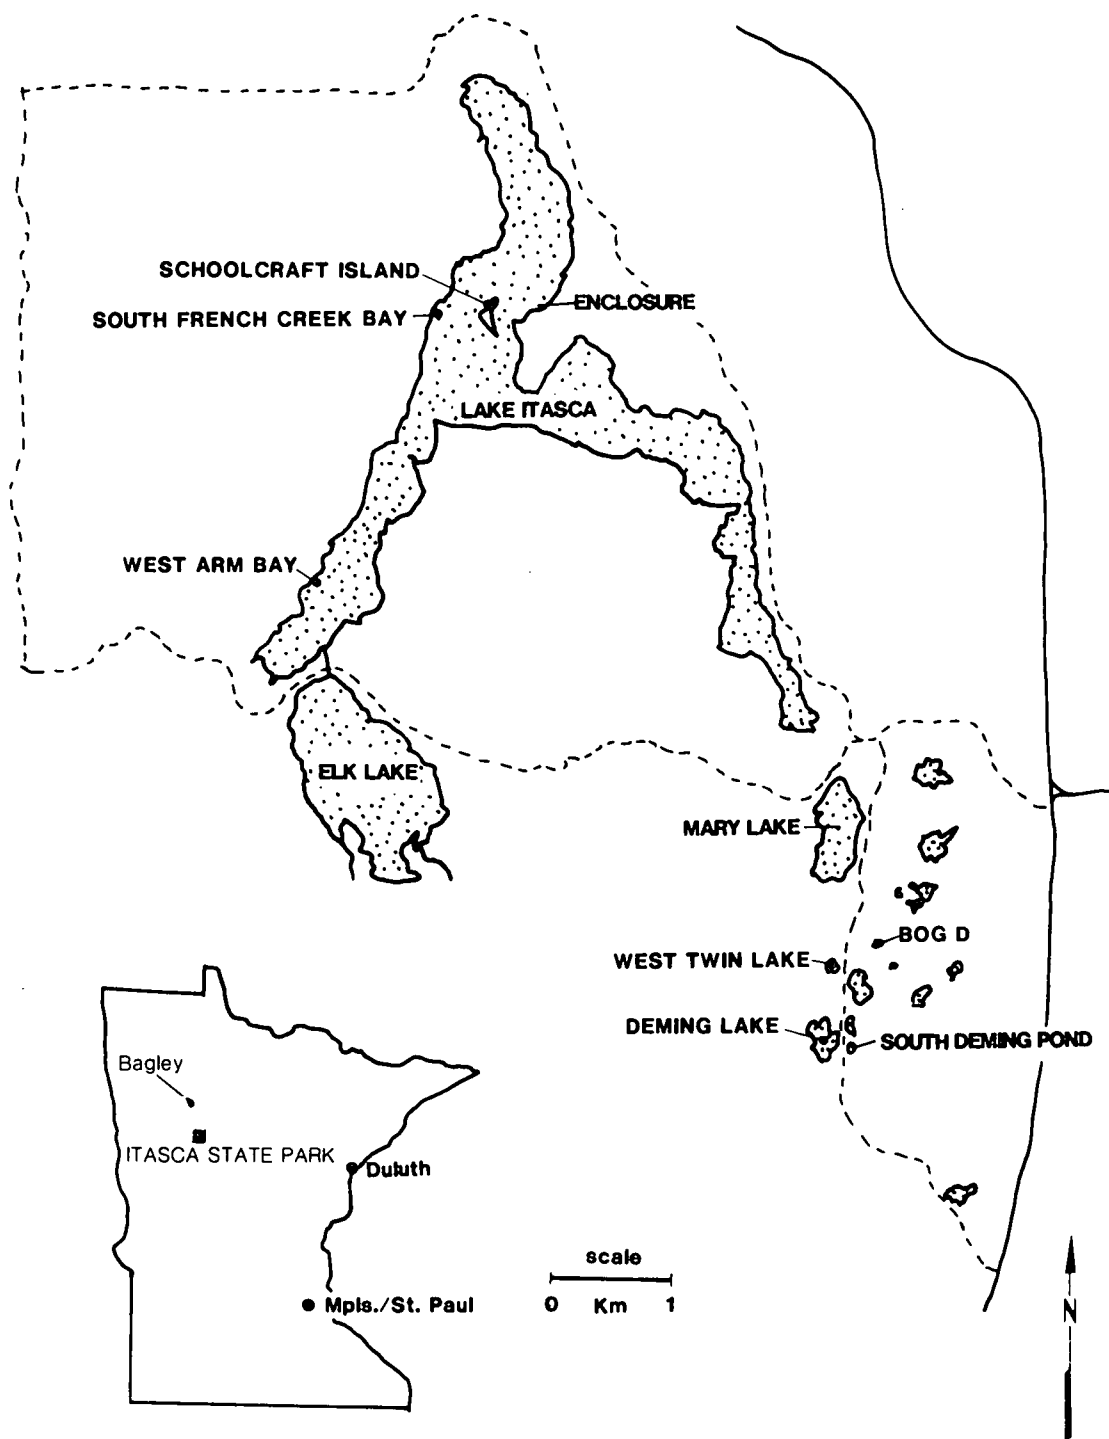 SCHOOLCRAFT ISLAND
ENCLOSURE
SOUTH FRENCH CREEK BAY
LAKE ITASCA
WEST ARM BAY
ELK LAKE
MARY LAKE
BOG D
WEST TWIN LAKE
DEMING LAKE
SOUTH DEMING POND
Bagley
ITASCA STATE PARK
Duluth
Mpls./St. Paul
scale
0 Km 1
N